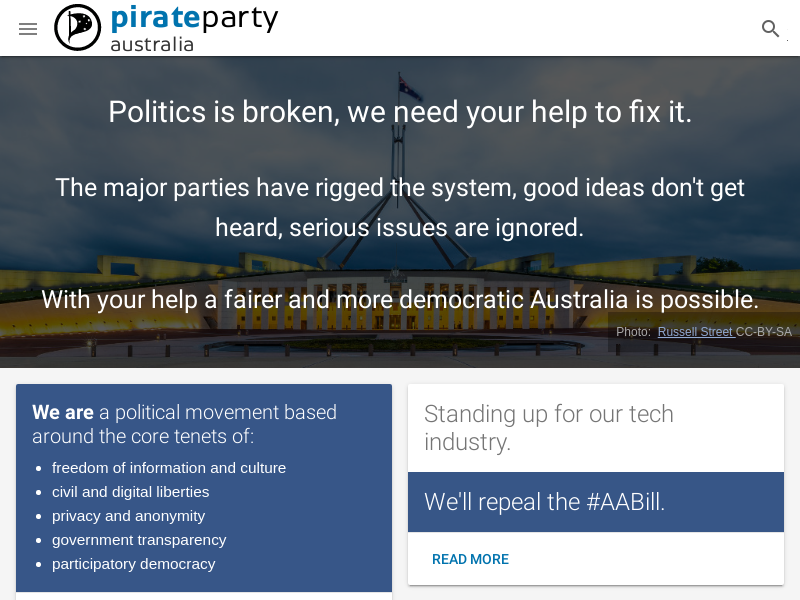 pirateparty
australia
Politics is broken, we need your help to fix it.
The major parties have rigged the system, good ideas don't get
heard, serious issues are ignored.
With your help a fairer and more democratic Australia is possible.
Photo: Russell Street CC-BY-SA
We are a political movement based
around the core tenets of:
freedom of information and culture
civil and digital liberties
privacy and anonymity
government transparency
participatory democracy
Standing up for our tech
industry.
We'll repeal the #AABill.
READ MORE